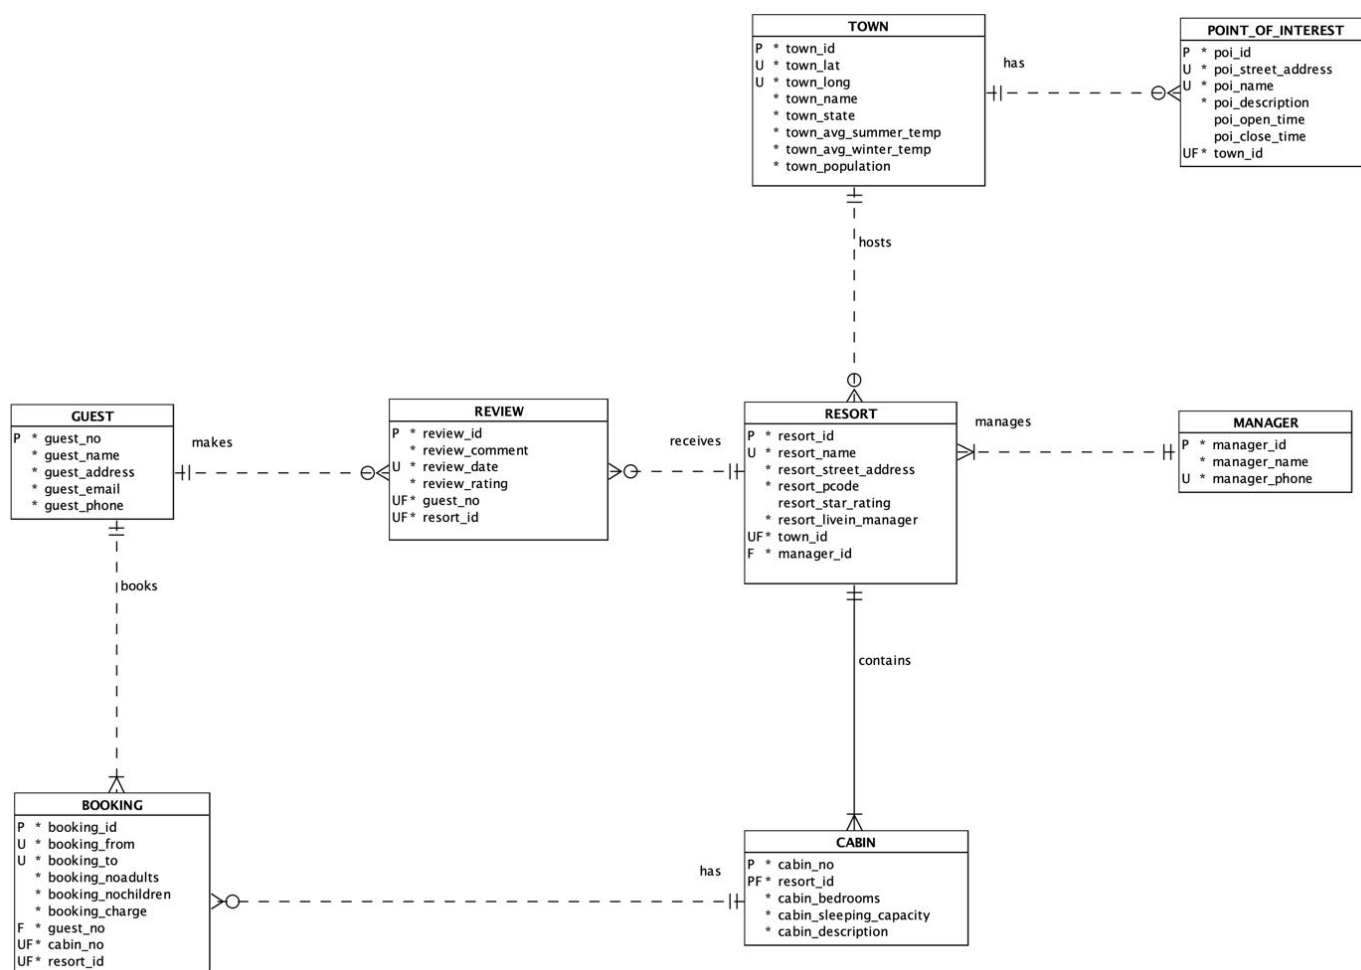 TOWN
P * town_id
U * town_lat
U * town_long
* town_name
* town_state
* town_avg_summer_temp
* town_avg_winter_temp
* town_population
has
POINT_OF_INTEREST
P * poi_id
U * poi_street_address
U * poi_name
* poi_description
poi_open_time
poi_close_time
UF* town_id
hosts
GUEST
P * guest_no
* guest_name
* guest_address
* guest_email
* guest_phone
makes
REVIEW
P * review_id
* review_comment
U * review_date
* review_rating
UF* guest_no
UF* resort_id
receives
RESORT
P * resort_id
U * resort_name
* resort_street_address
* resort_pcode
resort_star_rating
* resort_livein_manager
UF* town_id
F * manager_id
manages
MANAGER
P * manager_id
* manager_name
U * manager_phone
books
contains
BOOKING
P * booking_id
U * booking_from
U * booking_to
* booking_noadults
* booking_nochildren
* booking_charge
F * guest_no
UF* cabin_no
UF* resort_id
has
CABIN
P * cabin_no
PF* resort_id
* cabin_bedrooms
* cabin_sleeping_capacity
* cabin_description